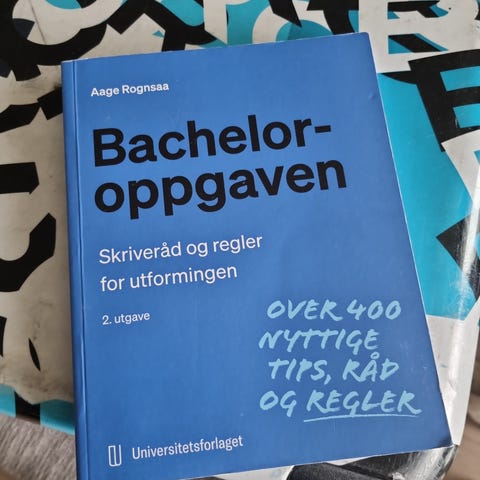 Aage Rognsaa
Bachelor-
oppgaven
Skriveråd og regler
for utformingen
2. utgave
OVER 400
NYTTIGE
TIPS, RÅD
OG REGLER
Universitetsforlaget